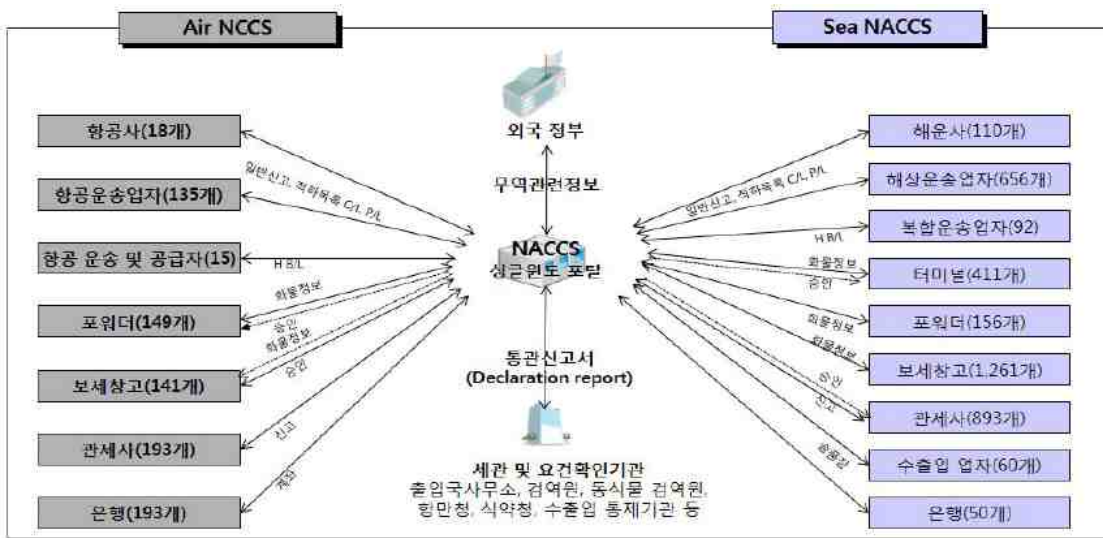 Air NCCS
Sea NACCS
항공사(18개)
항공운송입자(135개)
항공 운송 및 공급자(15)
포워더(149개)
보세창고(141개)
관세사(193개)
은행(193개)
일반신고, 적하목록 C/L, P/L
H B/L
화물정보
승인
화물정보
승인
신고
계좌
외국 정부
무역관련정보
NACCS
싱글윈도 포탈
통관신고서
(Declaration report)
세관 및 요건확인기관
출입국사무소, 검역원, 동식물 검역원,
항만청, 식약청, 수출입 통제기관 등
일반신고, 적하목록 C/L, P/L
H B/L
화물정보
승인
화물정보
화물정보
승인
신고
해운사(110개)
해상운송업자(656개)
복합운송업자(92)
터미널(411개)
포워더(156개)
보세창고(1,261개)
관세사(893개)
수출입 업자(60개)
은행(50개)